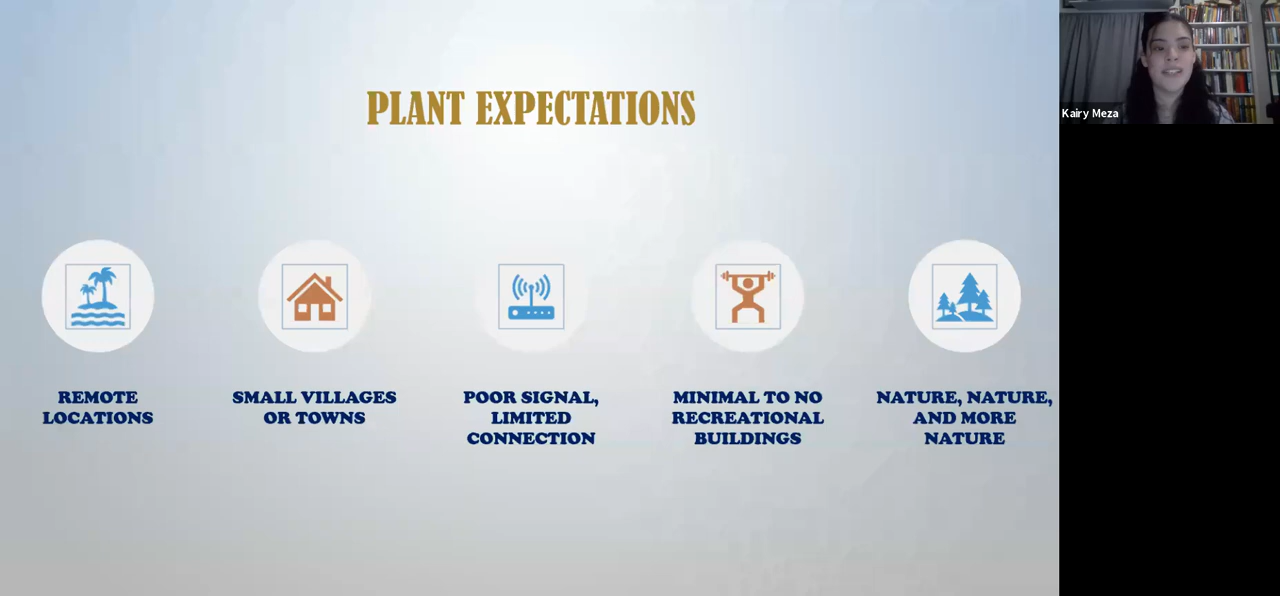 PLANT EXPECTATIONS
Kairy Meza
REMOTE
LOCATIONS
SMALL VILLAGES
OR TOWNS
POOR SIGNAL,
LIMITED
CONNECTION
MINIMAL TO NO
RECREATIONAL
BUILDINGS
NATURE, NATURE,
AND MORE
NATURE